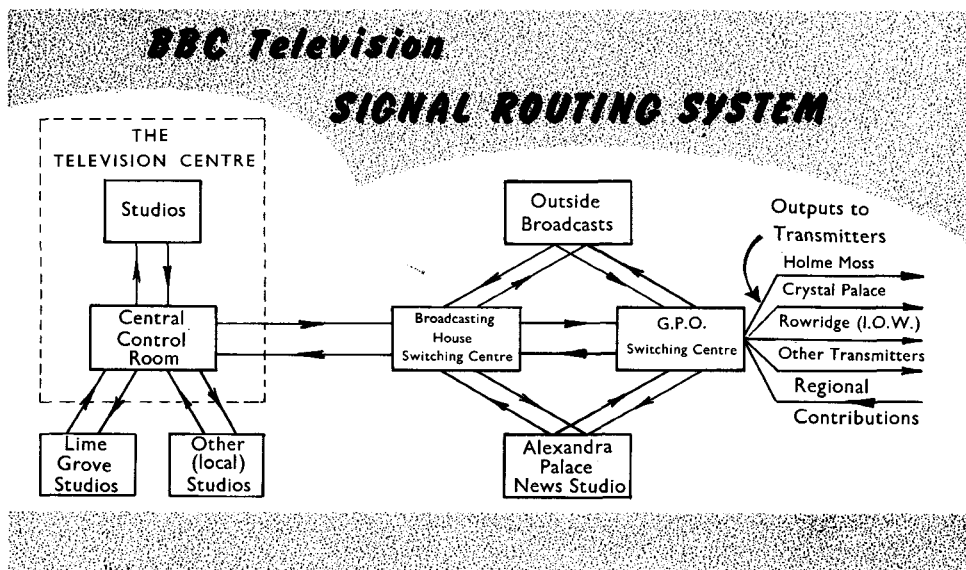 BBC Television
SIGNAL ROUTING SYSTEM
THE
TELEVISION CENTRE
Studios
Central
Control
Room
Lime
Grove
Studios
Other
(local)
Studios
Broadcasting
House
Switching Centre
Outside
Broadcasts
G.P.O.
Switching Centre
Alexandra
Palace
News Studio
Outputs to
Transmitters
Holme Moss
Crystal Palace
Rowridge (I.O.W.)
Other Transmitters
Regional
Contributions